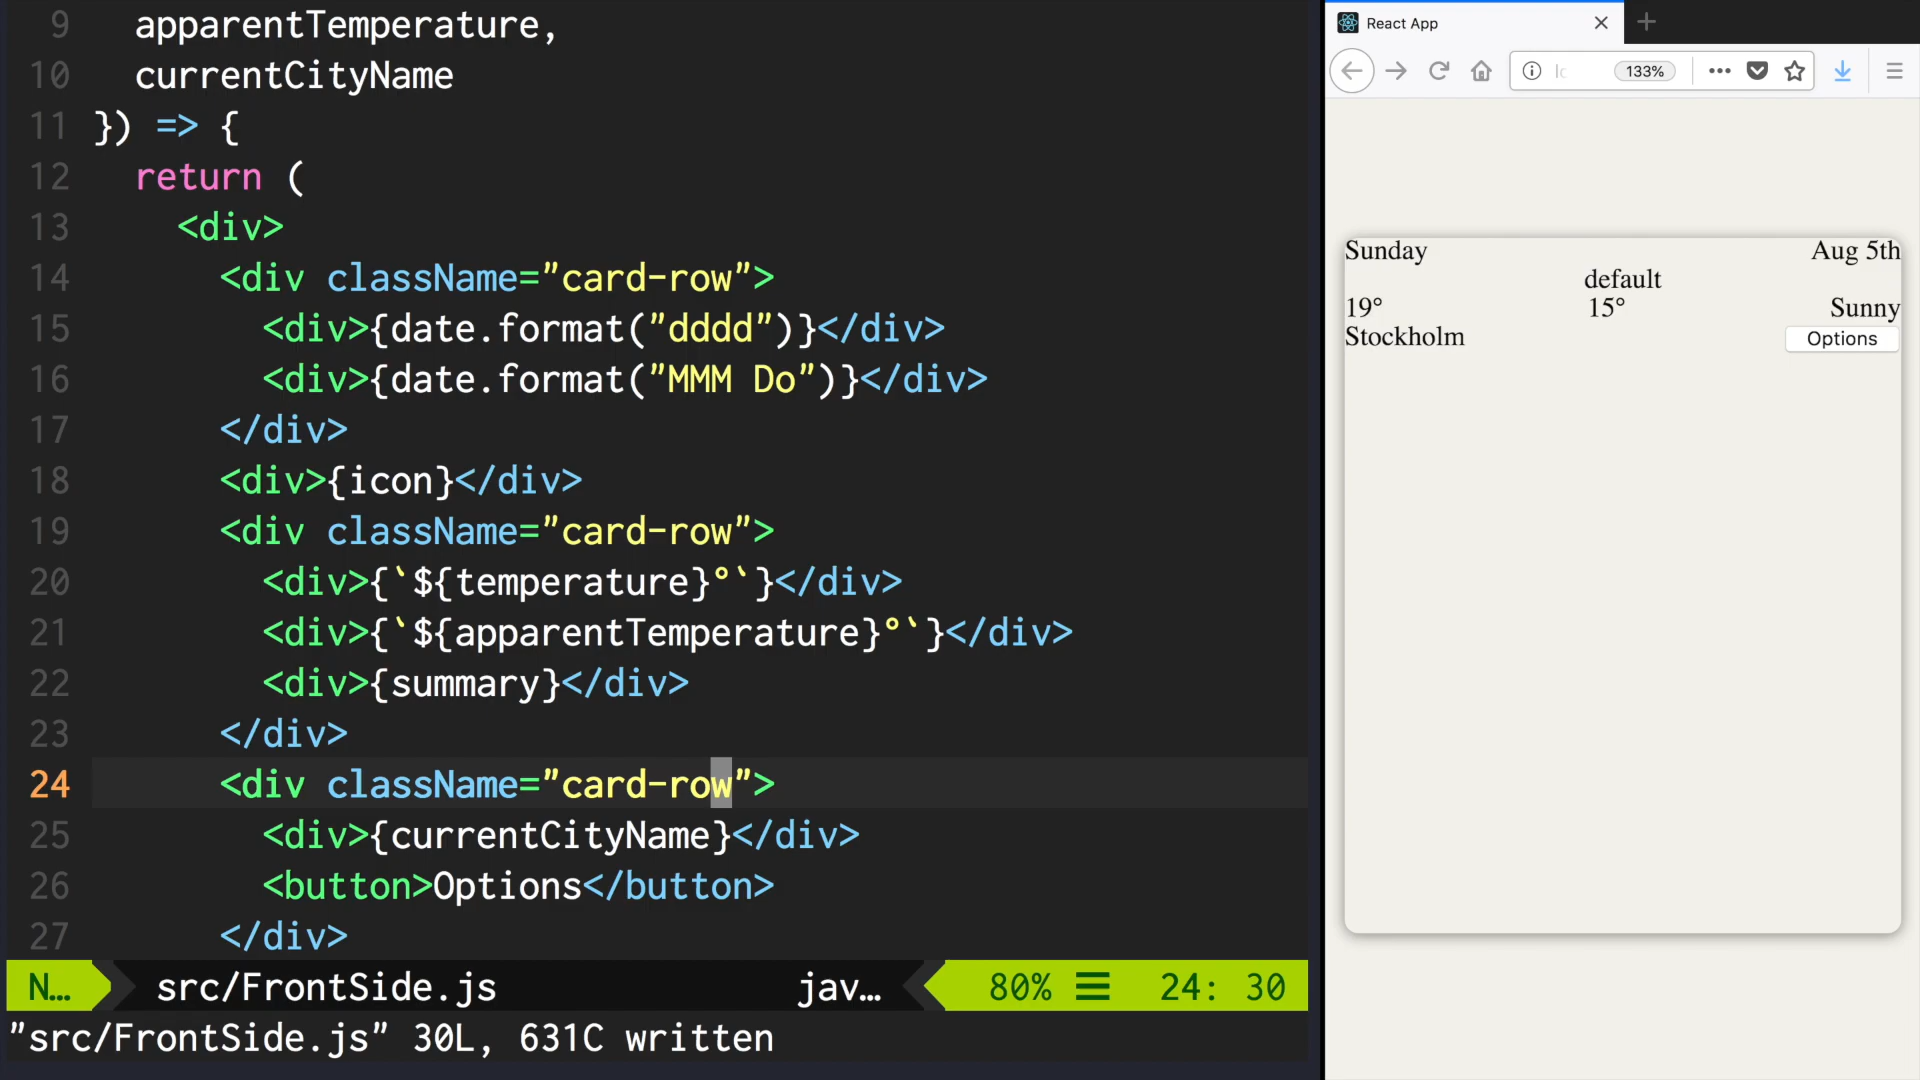 9 apparentTemperature,
10 currentCityName
11 }) => {
12 return (
13 <div>
14 <div className="card-row">
15 <div>{date.format("dddd")}</div>
16 <div>{date.format("MMM Do")}</div>
17 </div>
18 <div>{icon}</div>
19 <div className="card-row">
20 <div>{`${temperature}°`}</div>
21 <div>{`${apparentTemperature}°`}</div>
22 <div>{summary}</div>
23 </div>
24 <div className="card-row">
25 <div>{currentCityName}</div>
26 <button>Options</button>
27 </div>
N... src/FrontSide.js jav... 80% 24: 30
"src/FrontSide.js" 30L, 631C written
React App
133%
Sunday Aug 5th
default
19° 15° Sunny
Stockholm Options